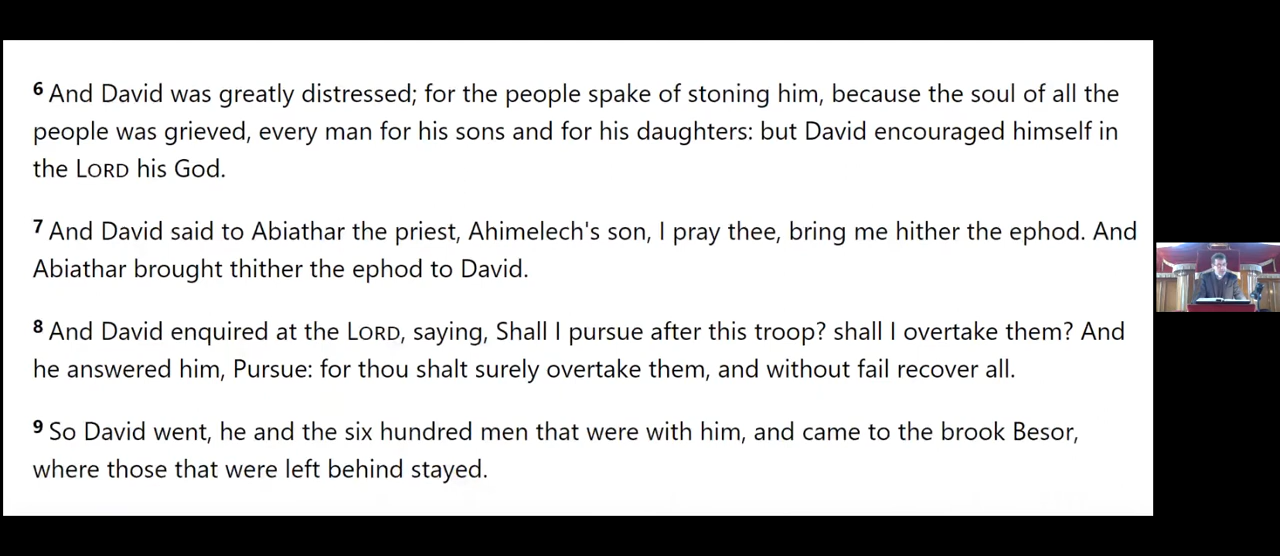 6 And David was greatly distressed; for the people spake of stoning him, because the soul of all the
people was grieved, every man for his sons and for his daughters: but David encouraged himself in
the LORD his God.
7 And David said to Abiathar the priest, Ahimelech's son, I pray thee, bring me hither the ephod. And
Abiathar brought thither the ephod to David.
8 And David enquired at the LORD, saying, Shall I pursue after this troop? shall I overtake them? And
he answered him, Pursue: for thou shalt surely overtake them, and without fail recover all.
9 So David went, he and the six hundred men that were with him, and came to the brook Besor,
where those that were left behind stayed.